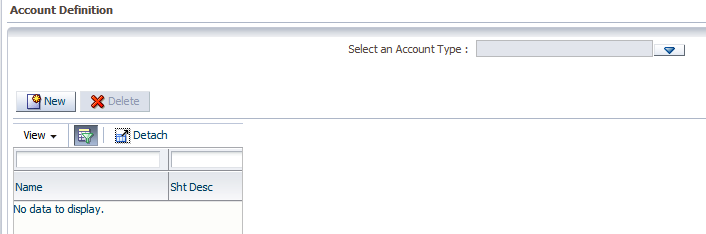 Account Definition
Select an Account Type :
New Delete
View Detach
Name Sht Desc
No data to display.